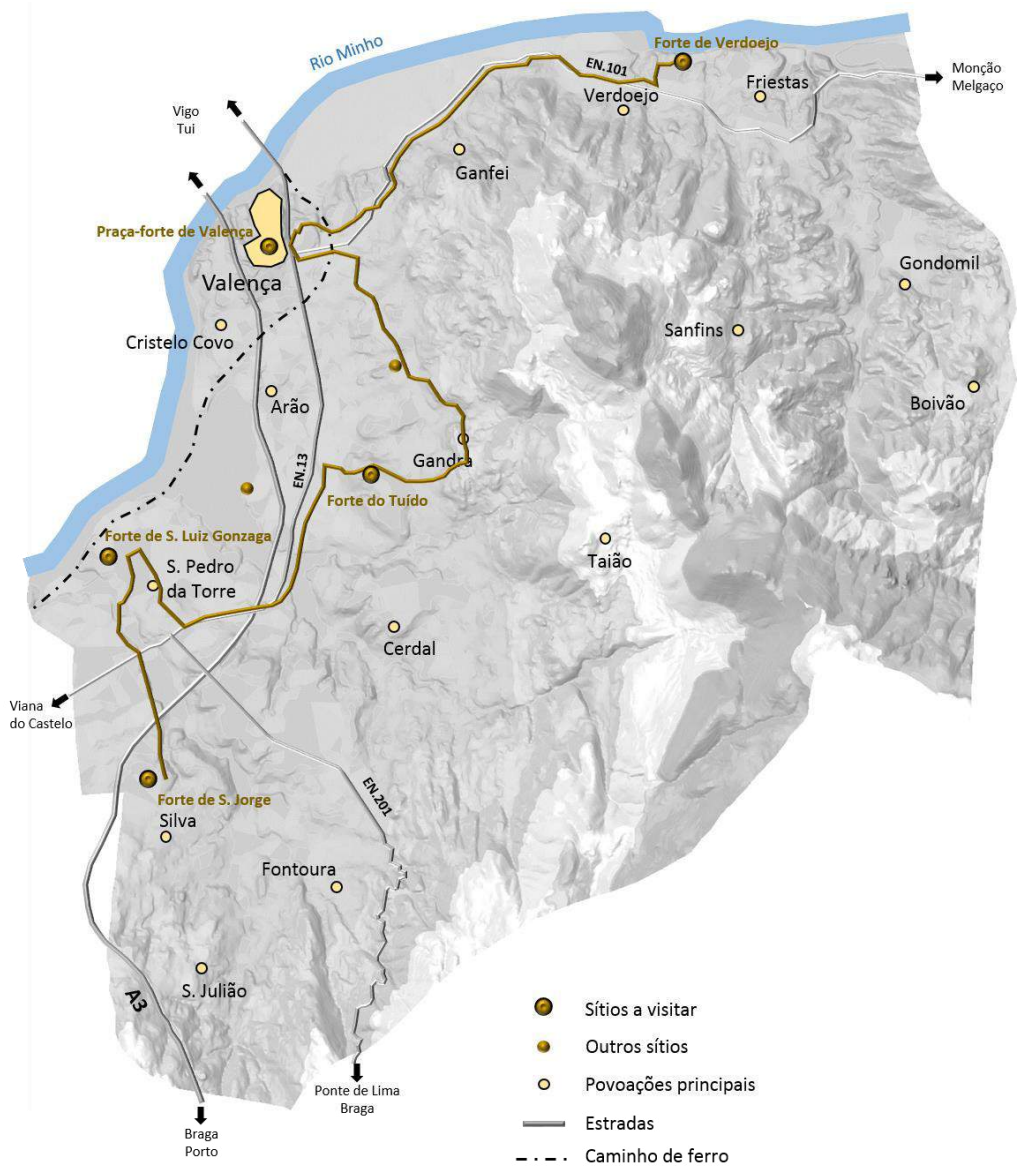 Rio Minho
Forte de Verdoejo
EN.101
Monção
Melgaço
Friestas
Verdoejo
Vigo
Tui
Ganfei
Praça-forte de Valença
Valença
Gondomil
Cristelo Covo
Sanfins
Arão
Boivão
Gandra
EN.13
Forte do Tuído
Forte de S. Luiz Gonzaga
S. Pedro
da Torre
Taião
Cerdal
Viana
do Castelo
EN.201
Forte de S. Jorge
Silva
Fontoura
S. Julião
A3
Sítios a visitar
Outros sítios
Povoações principais
Estradas
Caminho de ferro
Ponte de Lima
Braga
Braga
Porto